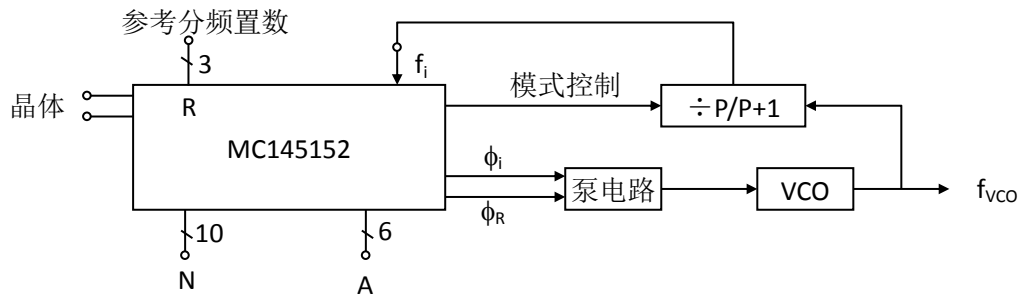 参考分频置数
3
f_i
晶体
R
模式控制
÷P/P+1
MC145152
ϕ_i
泵电路
VCO
f_VCO
ϕ_R
10
6
N
A